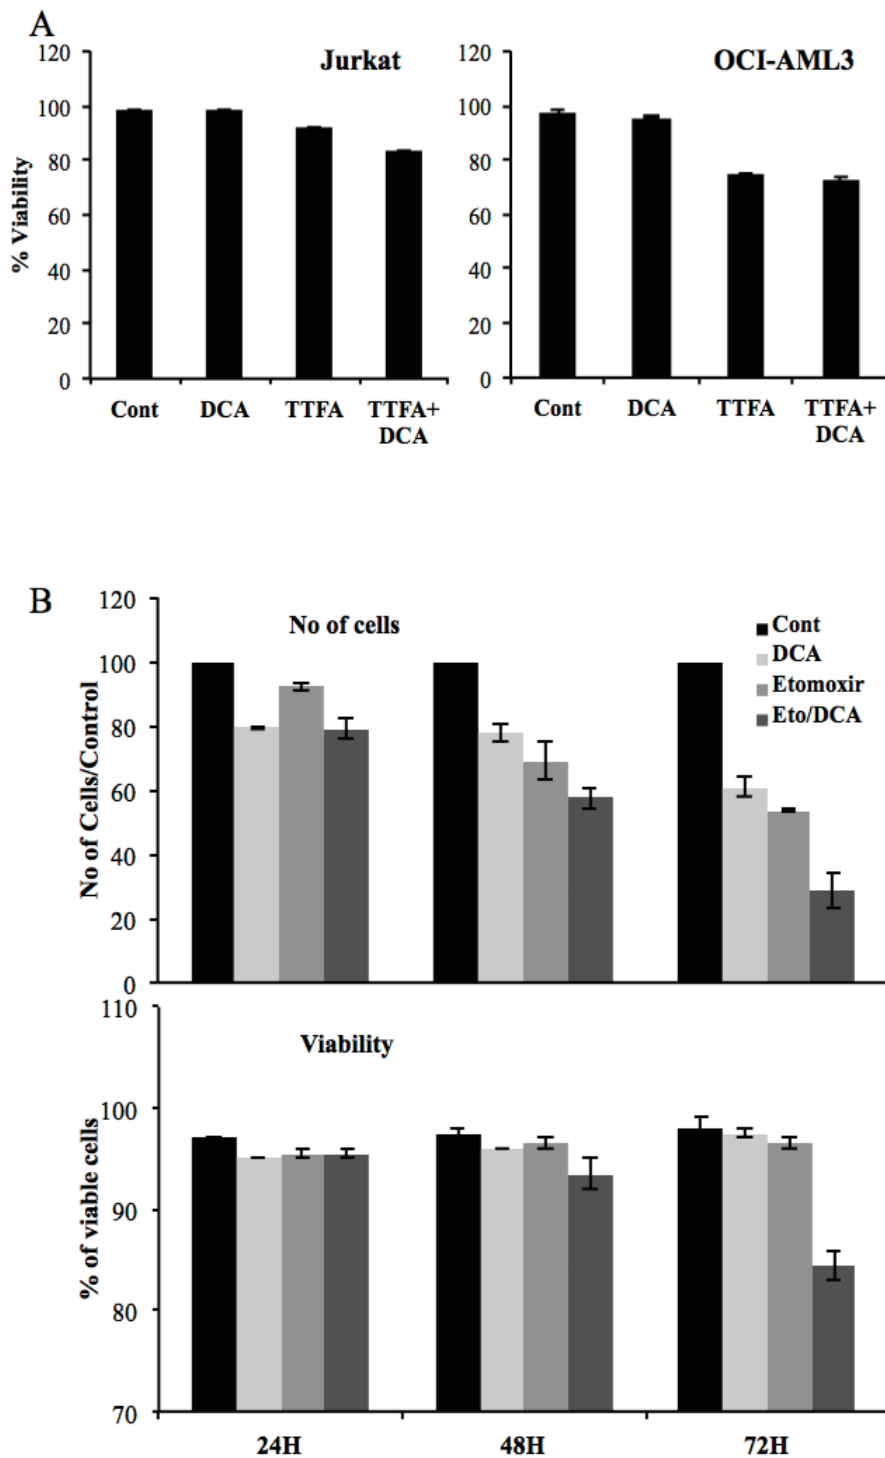 A
Jurkat
OCI-AML3
% Viability
120
100
80
60
40
20
0
120
100
80
60
40
20
0
Cont DCA TTFA TTFA+
DCA
Cont DCA TTFA TTFA+
DCA
B
No of cells
No of Cells/Control
120
100
80
60
40
20
0
Cont
DCA
Etomoxir
Eto/DCA
Viability
% of viable cells
110
100
90
80
70
24H 48H 72H